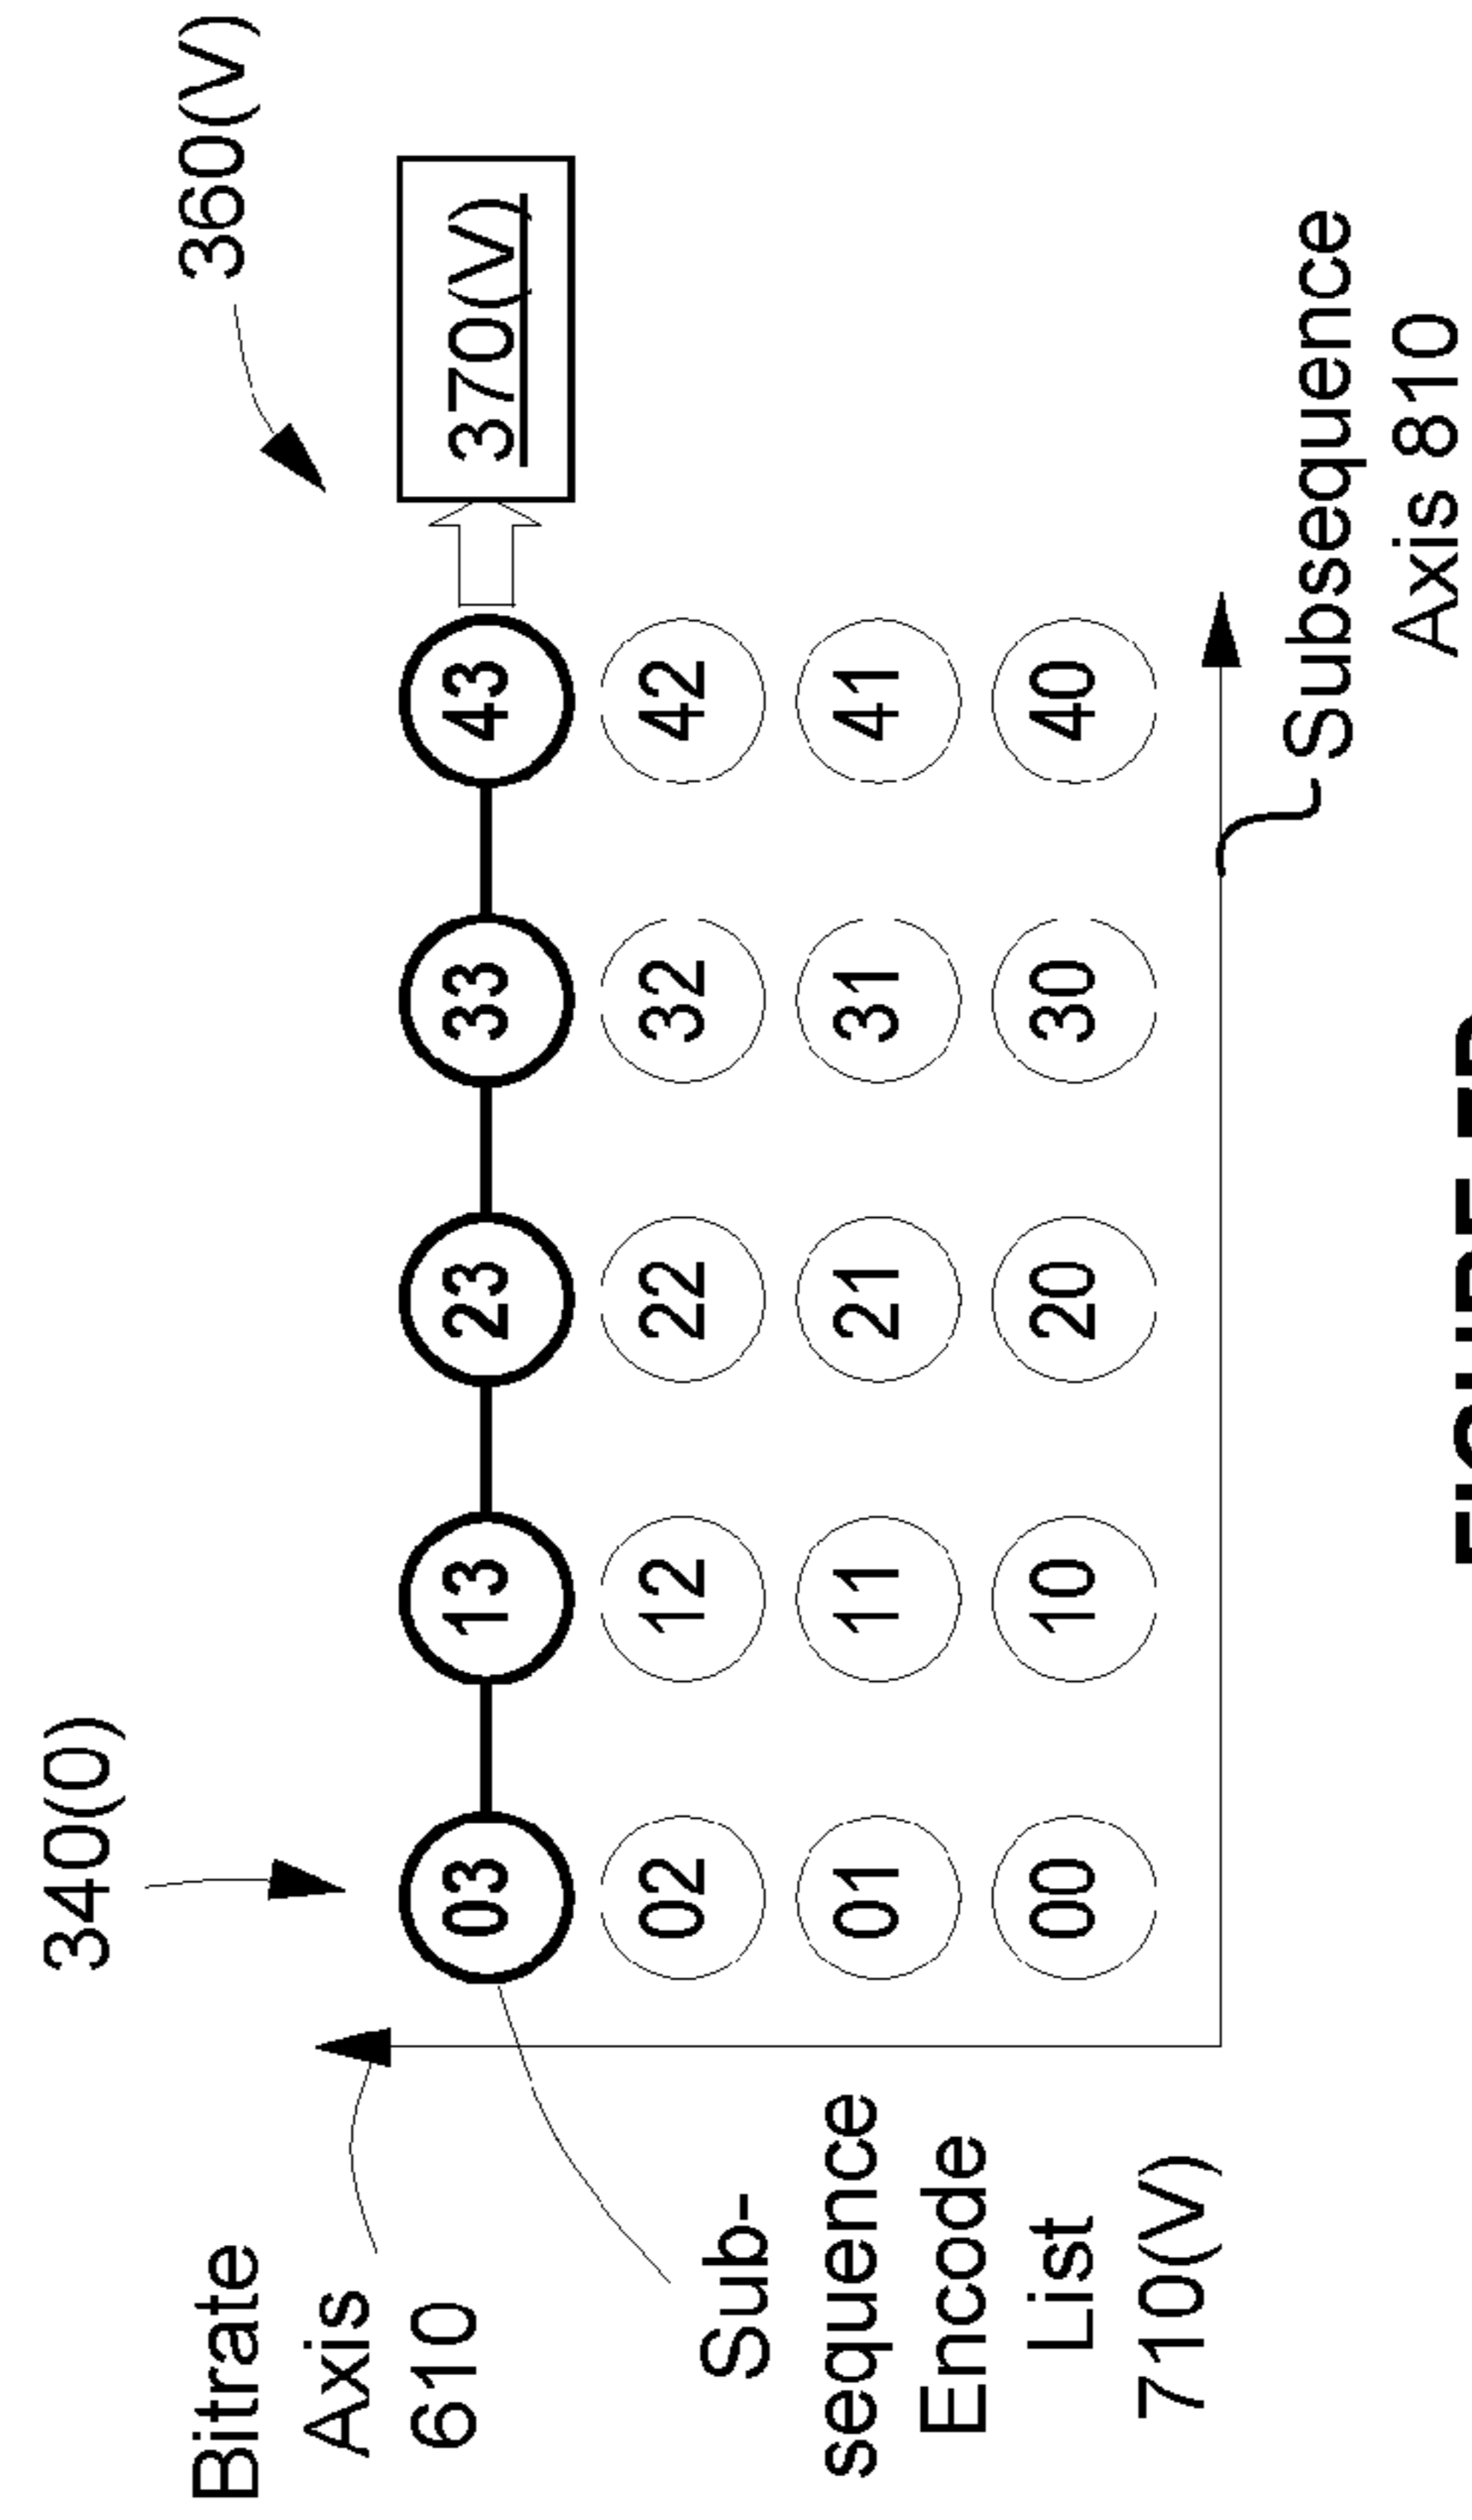 360(V)
340(0)
Bitrate
Axis
610
03 13 23 33 43 370(V)
02 12 22 32 42
01 11 21 31 41
00 10 20 30 40
Sub-
sequence
Encode
List
710(V)
Subsequence
Axis 810